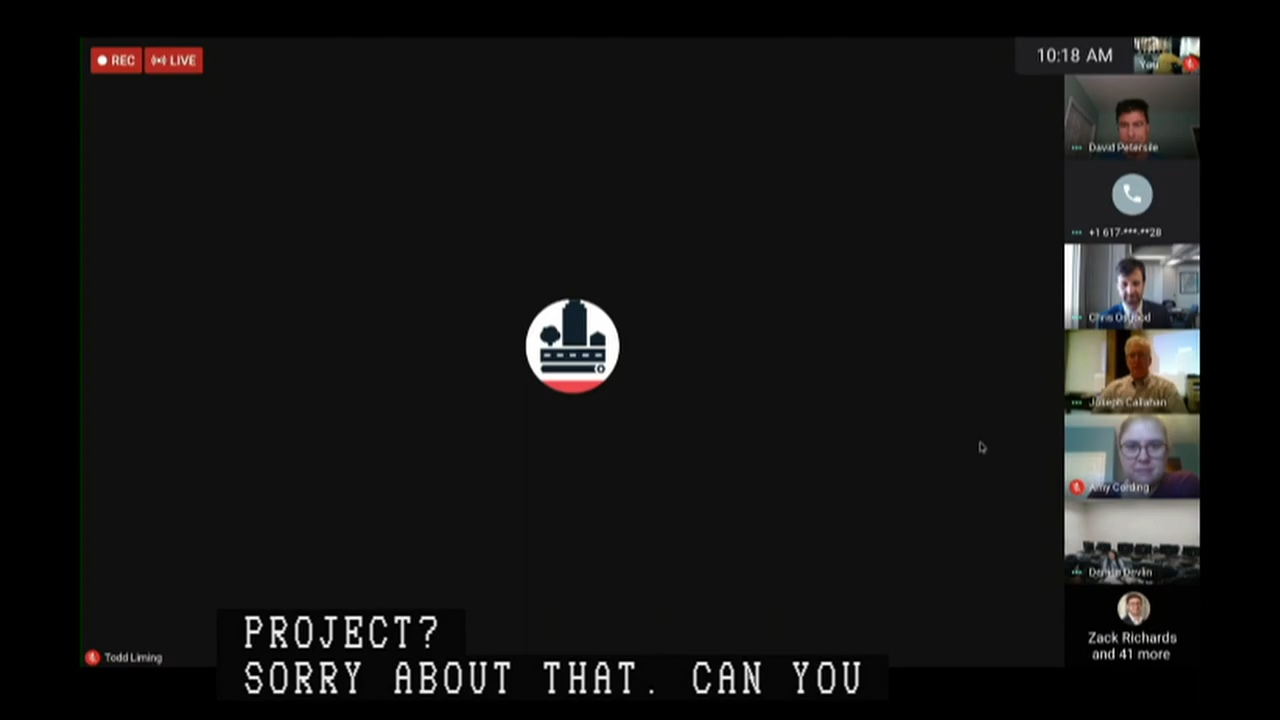 REC
LIVE
10:18 AM
You
David Petersile
+1 617-***-**28
Chris Osgood
Joseph Callahan
Amy Cording
Devlin
Zack Richards
and 41 more
Todd Liming
PROJECT?
SORRY ABOUT THAT. CAN YOU